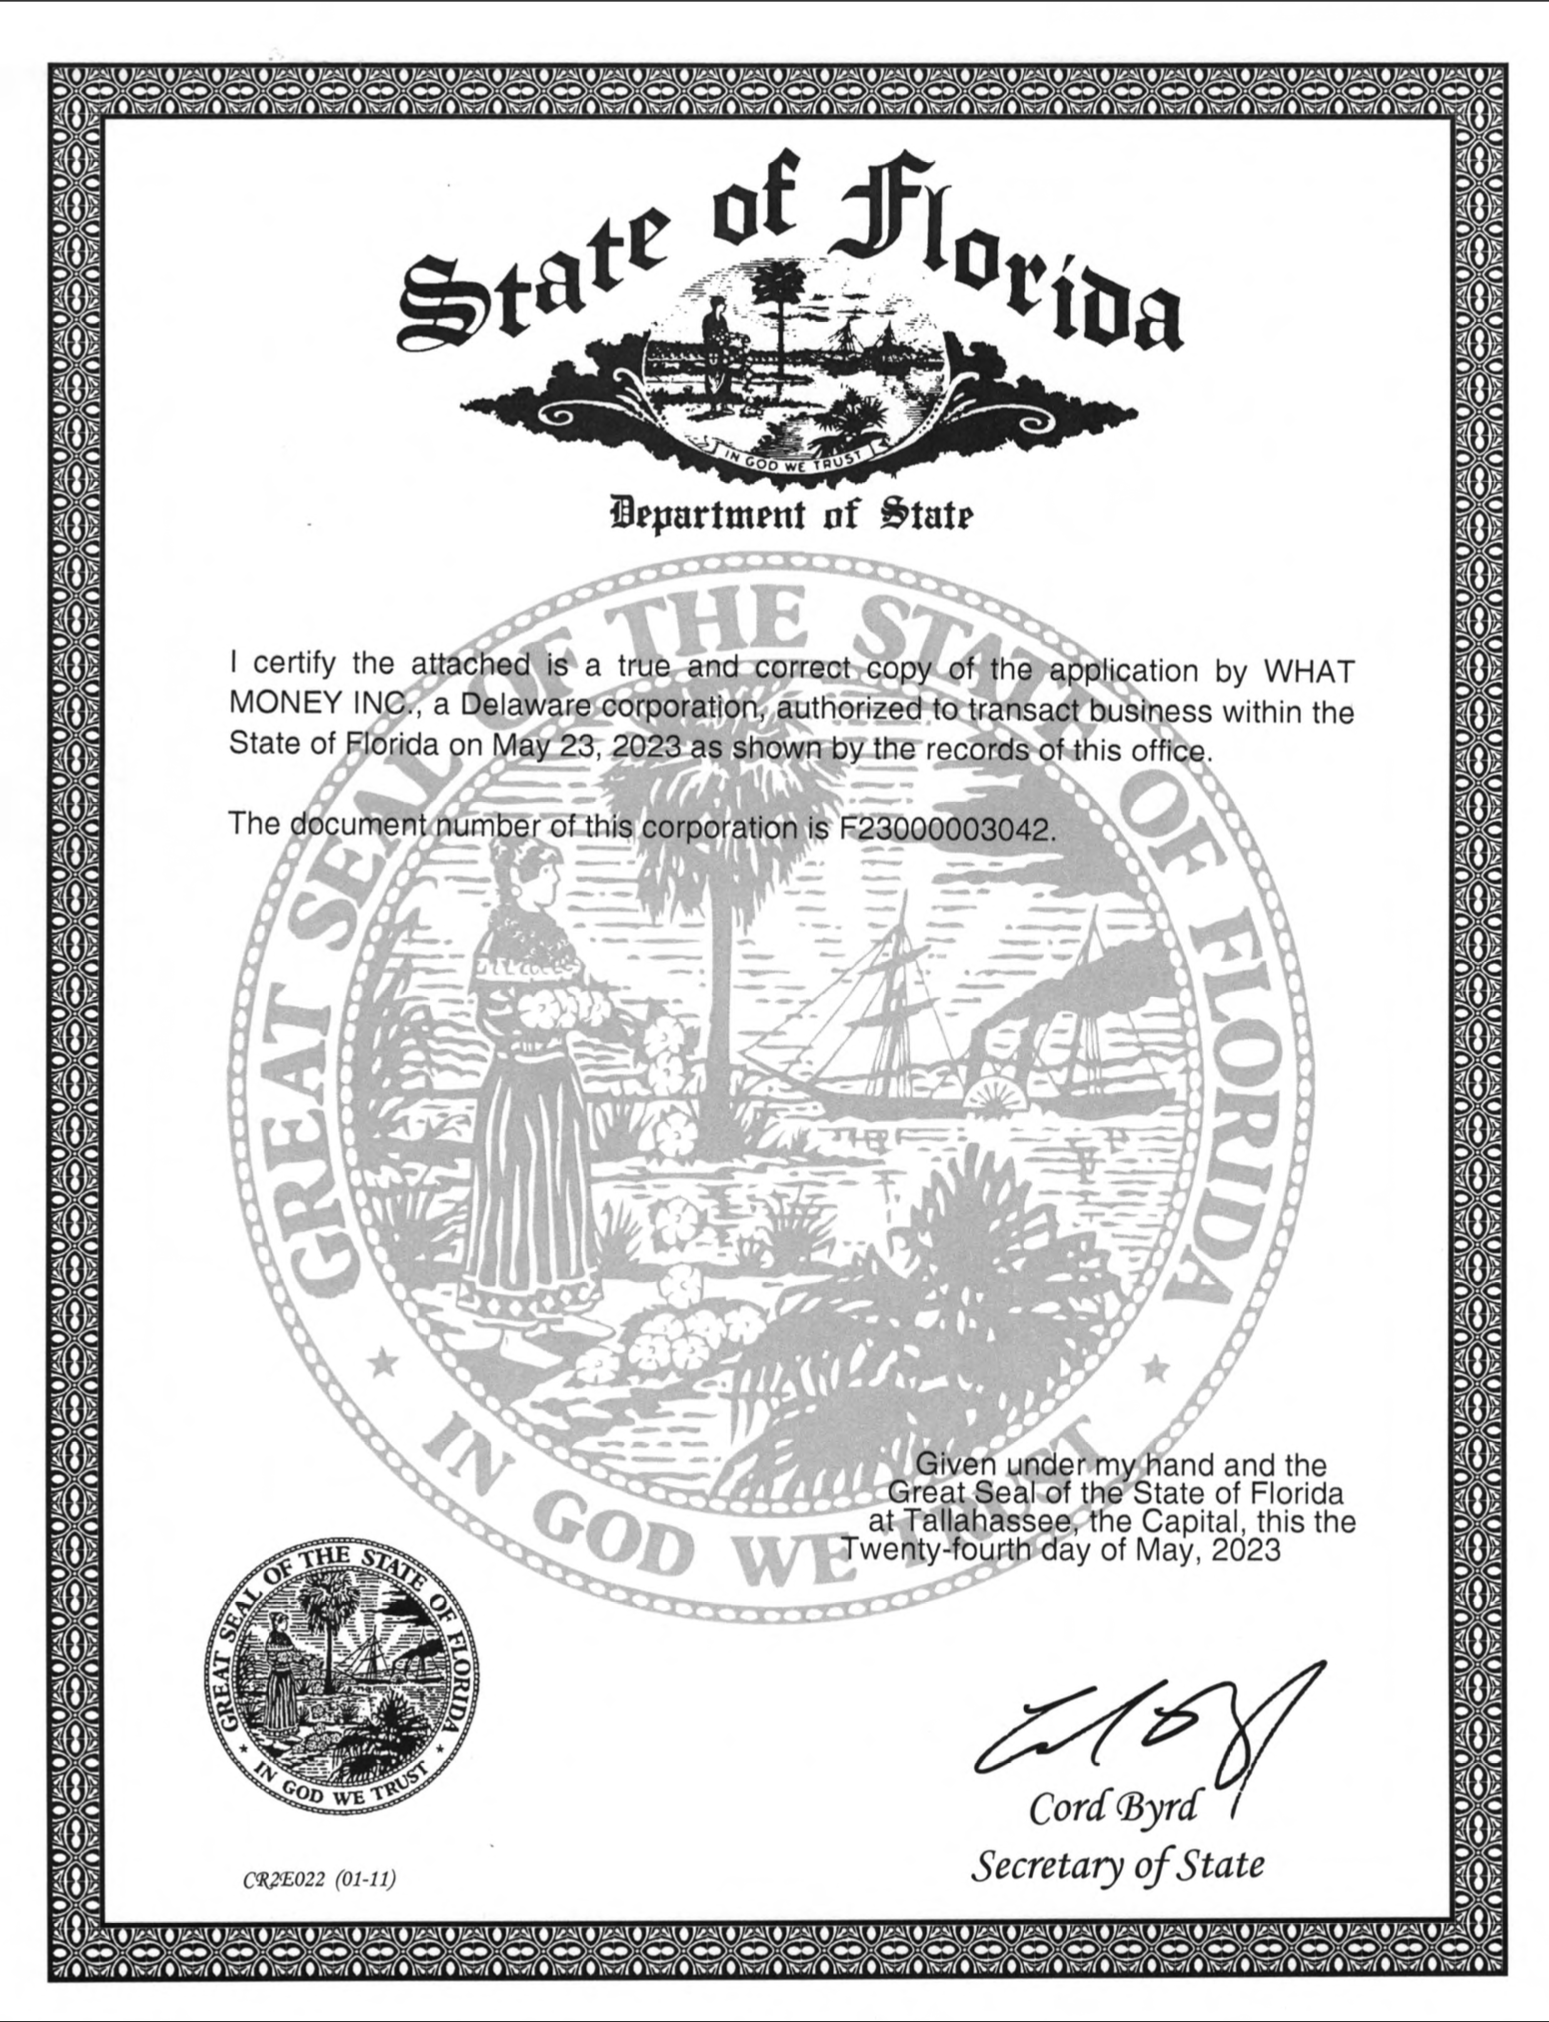 State of Florida
IN GOD WE TRUST
Department of State
GREAT SEAL OF THE STATE OF FLORIDA
IN GOD WE TRUST
I certify the attached is a true and correct copy of the application by WHAT
MONEY INC., a Delaware corporation, authorized to transact business within the
State of Florida on May 23, 2023 as shown by the records of this office.
The document number of this corporation is F23000003042.
Given under my hand and the
Great Seal of the State of Florida
at Tallahassee, the Capital, this the
Twenty-fourth day of May, 2023
GREAT SEAL OF THE STATE OF FLORIDA
IN GOD WE TRUST
Cord Byrd
Secretary of State
CR2E022 (01-11)